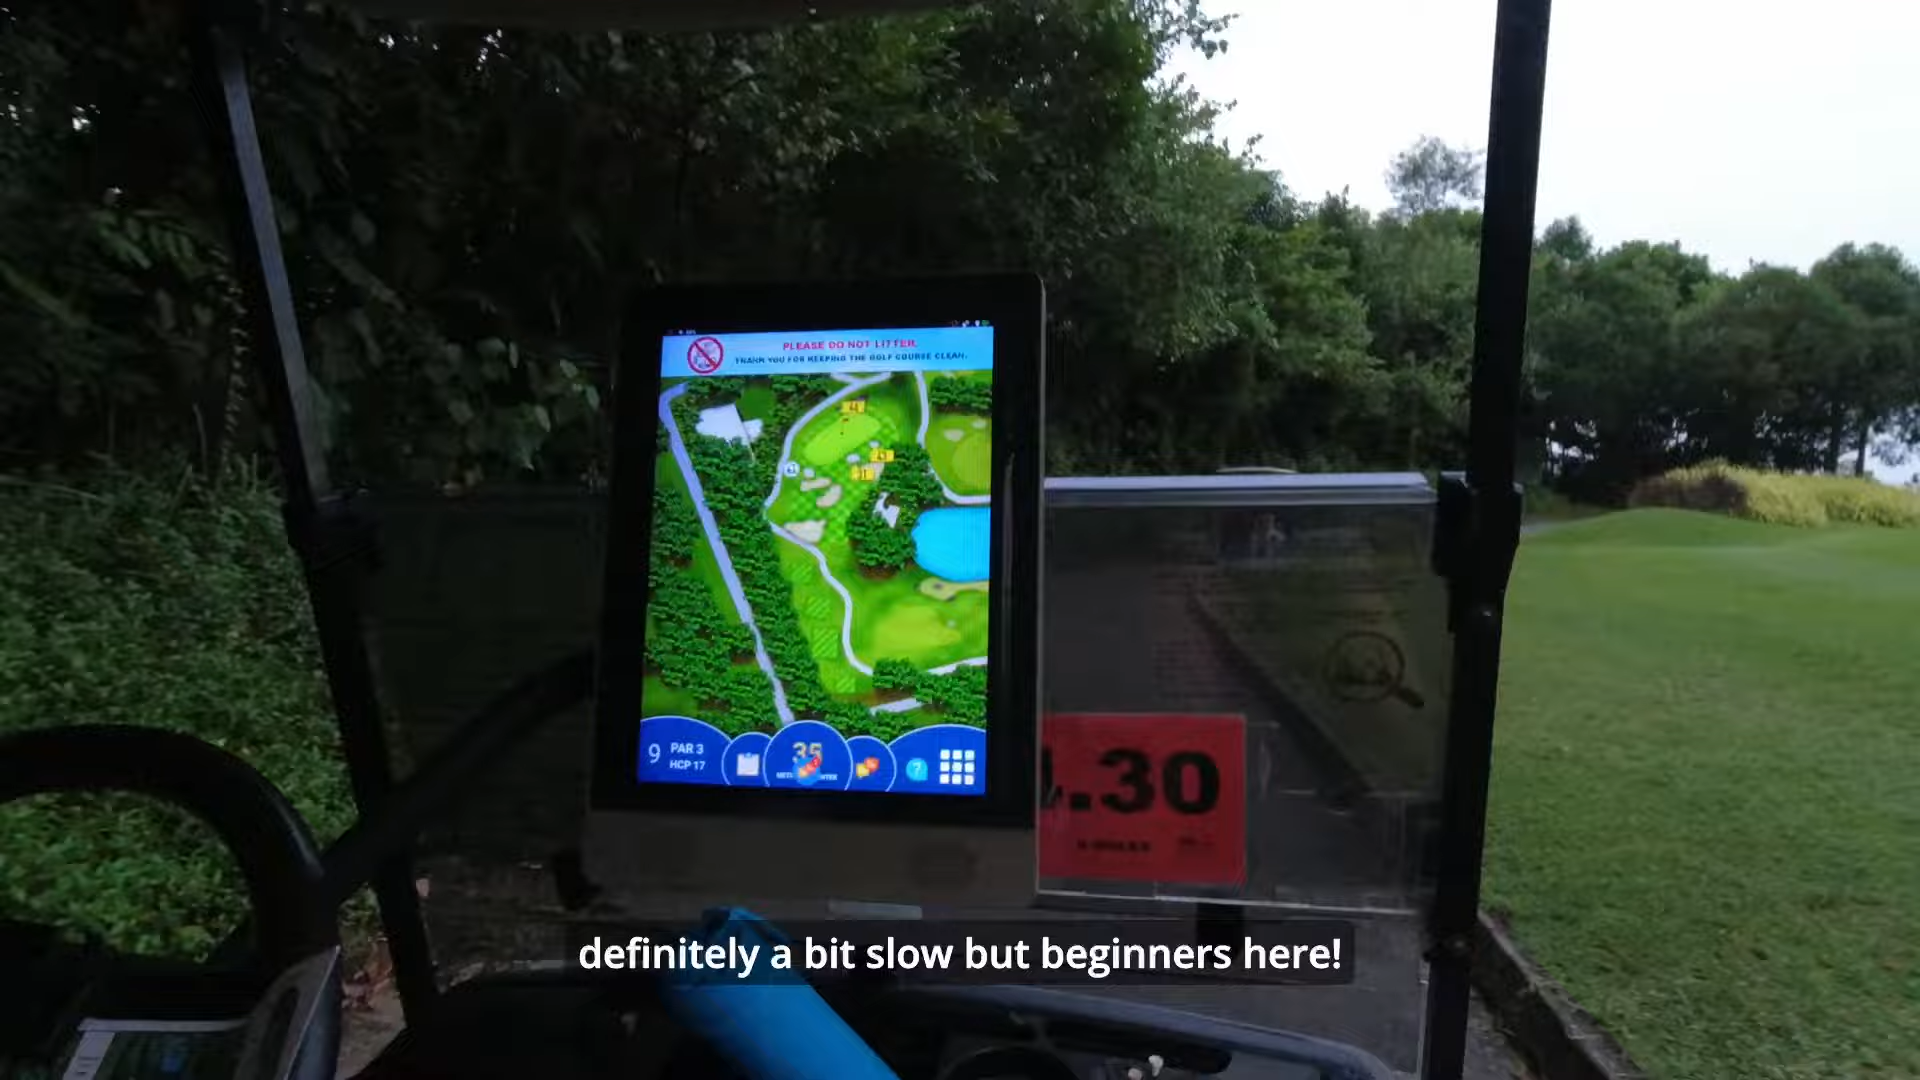 PLEASE DO NOT LITTER.
THANK YOU FOR KEEPING THE GOLF COURSE CLEAN.
9
PAR 3
HCP 17
35
?
.30
definitely a bit slow but beginners here!